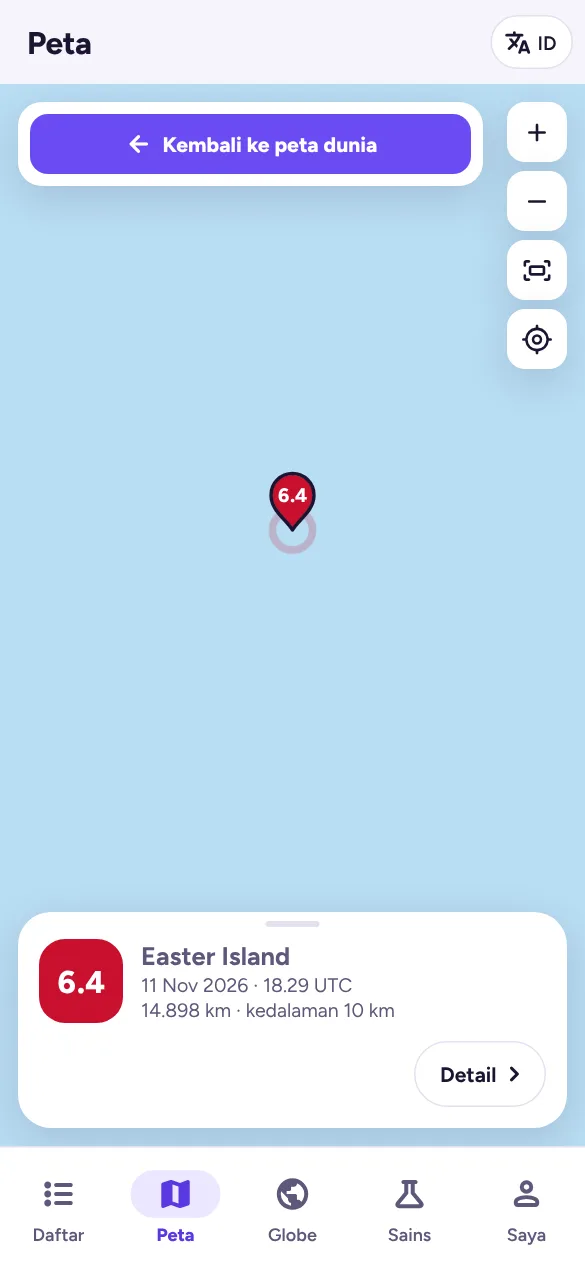 Peta
ID
Kembali ke peta dunia
6.4
6.4
Easter Island
11 Nov 2026 · 18.29 UTC
14.898 km · kedalaman 10 km
Detail
Daftar
Peta
Globe
Sains
Saya